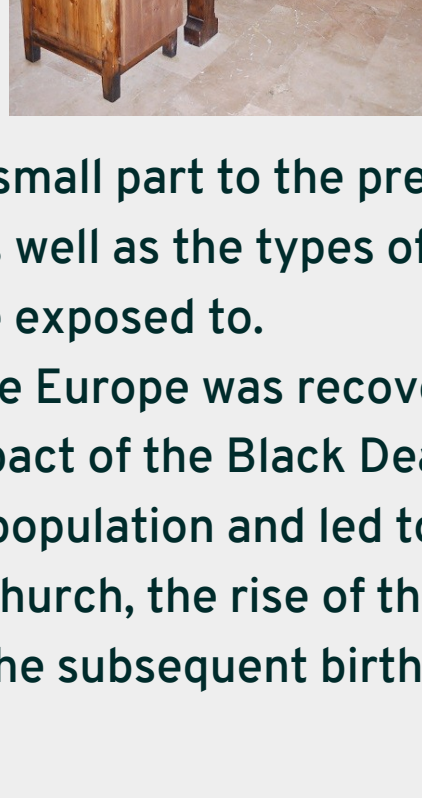 small part to the pre
well as the types of
exposed to.
e Europe was recov
pact of the Black Dea
population and led to
hurch, the rise of th
he subsequent birth